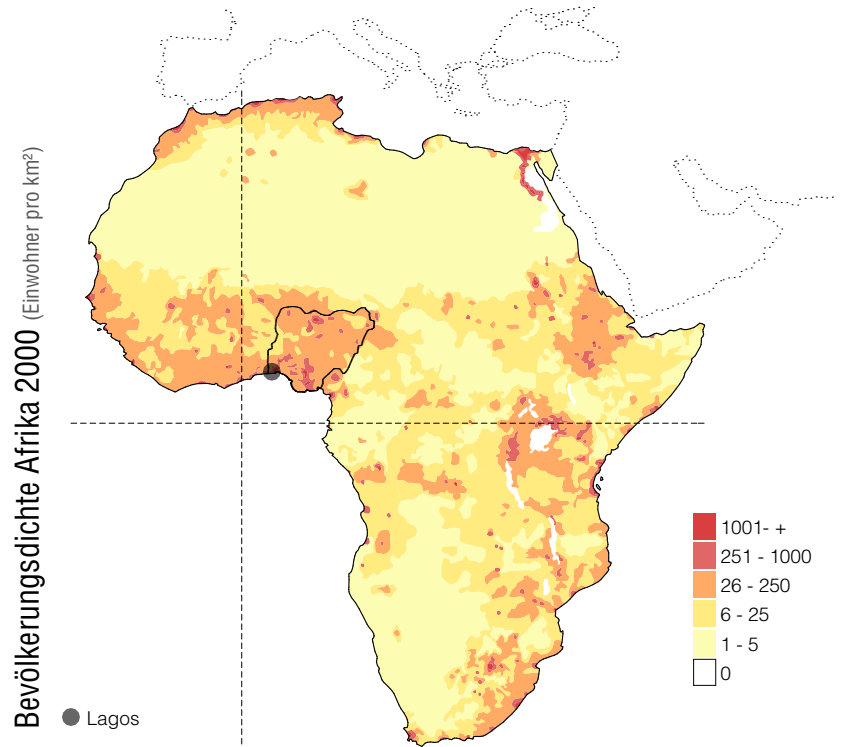 Bevölkerungsdichte Afrika 2000 (Einwohner pro km²)
1001- +
251 - 1000
26 - 250
6 - 25
1 - 5
0
Lagos